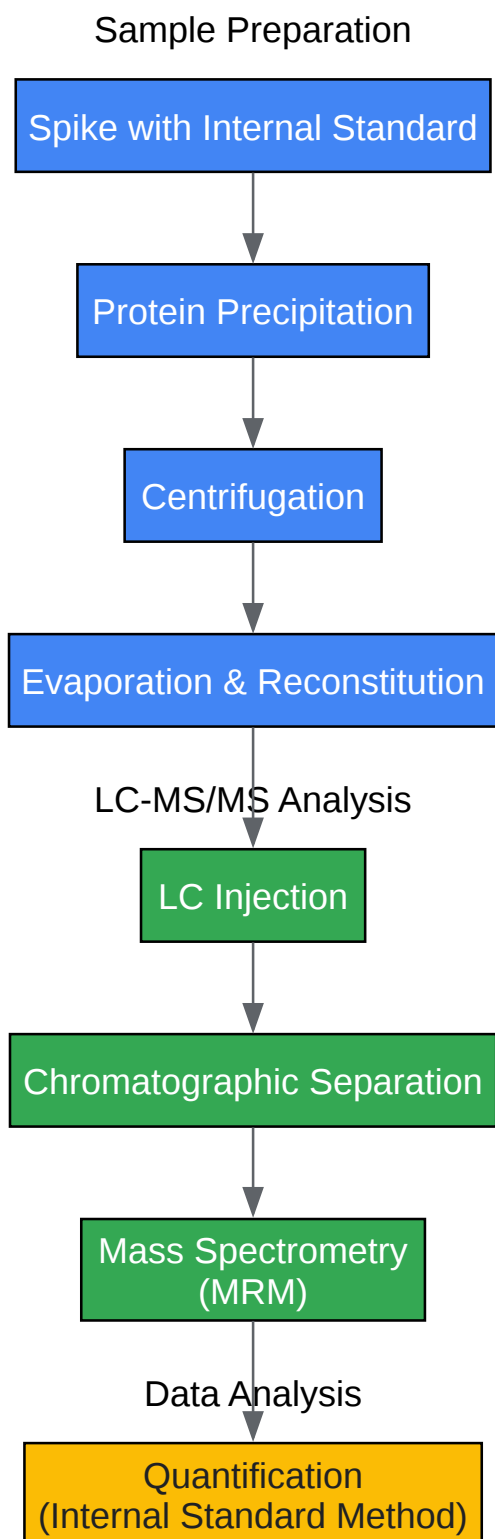 Sample Preparation
Spike with Internal Standard
Protein Precipitation
Centrifugation
Evaporation & Reconstitution
LC-MS/MS Analysis
LC Injection
Chromatographic Separation
Mass Spectrometry
(MRM)
Data Analysis
Quantification
(Internal Standard Method)